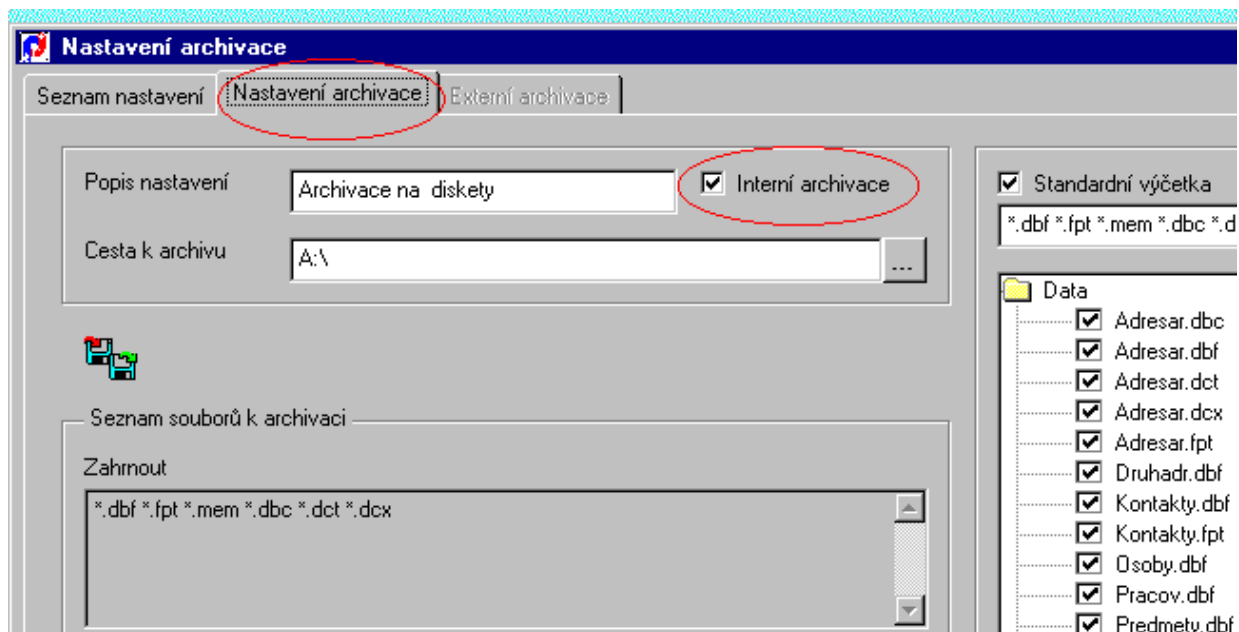 Nastavení archivace
Seznam nastavení
Nastavení archivace
Externí archivace
Popis nastavení
Archivace na diskety
Interní archivace
Cesta k archivu
A:\
...
Seznam souborů k archivaci
Zahrnout
*.dbf *.fpt *.mem *.dbc *.dct *.dcx
Standardní výčetka
*.dbf *.fpt *.mem *.dbc *.d
Data
Adresar.dbc
Adresar.dbf
Adresar.dct
Adresar.dcx
Adresar.fpt
Druhadr.dbf
Kontakty.dbf
Kontakty.fpt
Osoby.dbf
Pracov.dbf
Predmety.dbf